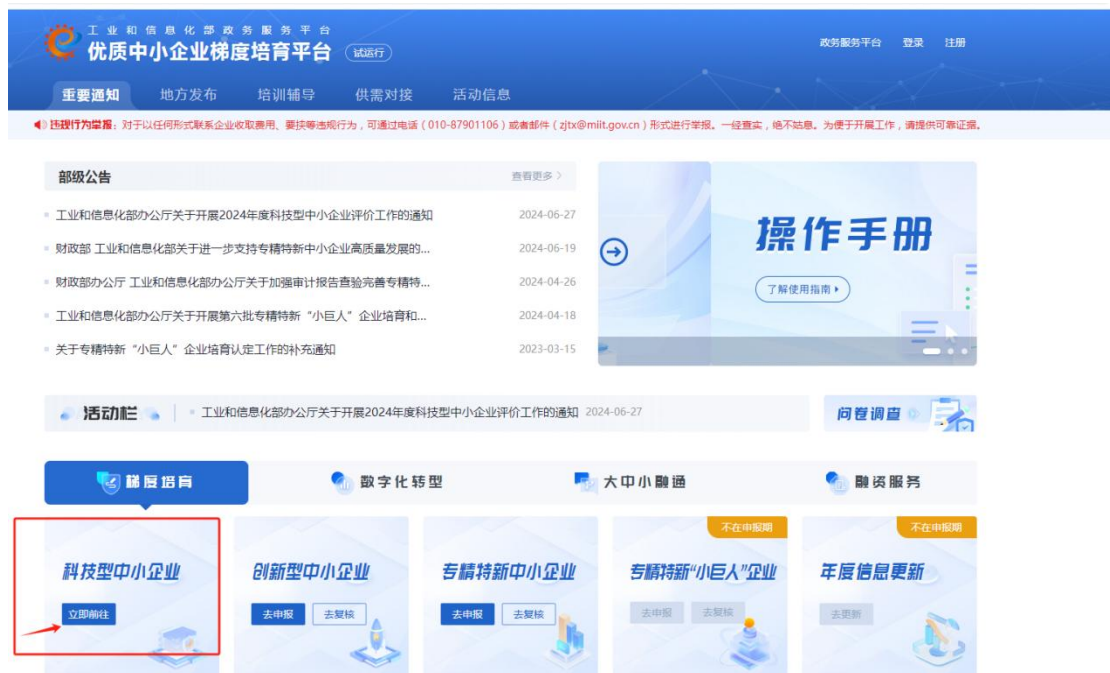 工业和信息化部政务服务平台
优质中小企业梯度培育平台 试运行
政务服务平台 登录 注册
重要通知 地方发布 培训辅导 供需对接 活动信息
违规行为举报：对于以任何形式联系企业收取费用、要挟等违规行为，可通过电话（010-87901106）或者邮件（zjtx@miit.gov.cn）形式进行举报。一经查实，绝不姑息。为便于开展工作，请提供可靠证据。
部级公告 查看更多 >
工业和信息化部办公厅关于开展2024年度科技型中小企业评价工作的通知 2024-06-27
财政部 工业和信息化部关于进一步支持专精特新中小企业高质量发展的... 2024-06-19
财政部办公厅 工业和信息化部办公厅关于加强审计报告查验完善专精特... 2024-04-26
工业和信息化部办公厅关于开展第六批专精特新“小巨人”企业培育和... 2024-04-18
关于专精特新“小巨人”企业培育认定工作的补充通知 2023-03-15
操作手册
了解使用指南
活动栏 工业和信息化部办公厅关于开展2024年度科技型中小企业评价工作的通知 2024-06-27
问卷调查
梯度培育 数字化转型 大中小融通 融资服务
不在申报期 不在申报期
科技型中小企业 创新型中小企业 专精特新中小企业 专精特新“小巨人”企业 年度信息更新
立即前往 去申报 去复核 去申报 去复核 去申报 去复核 去更新